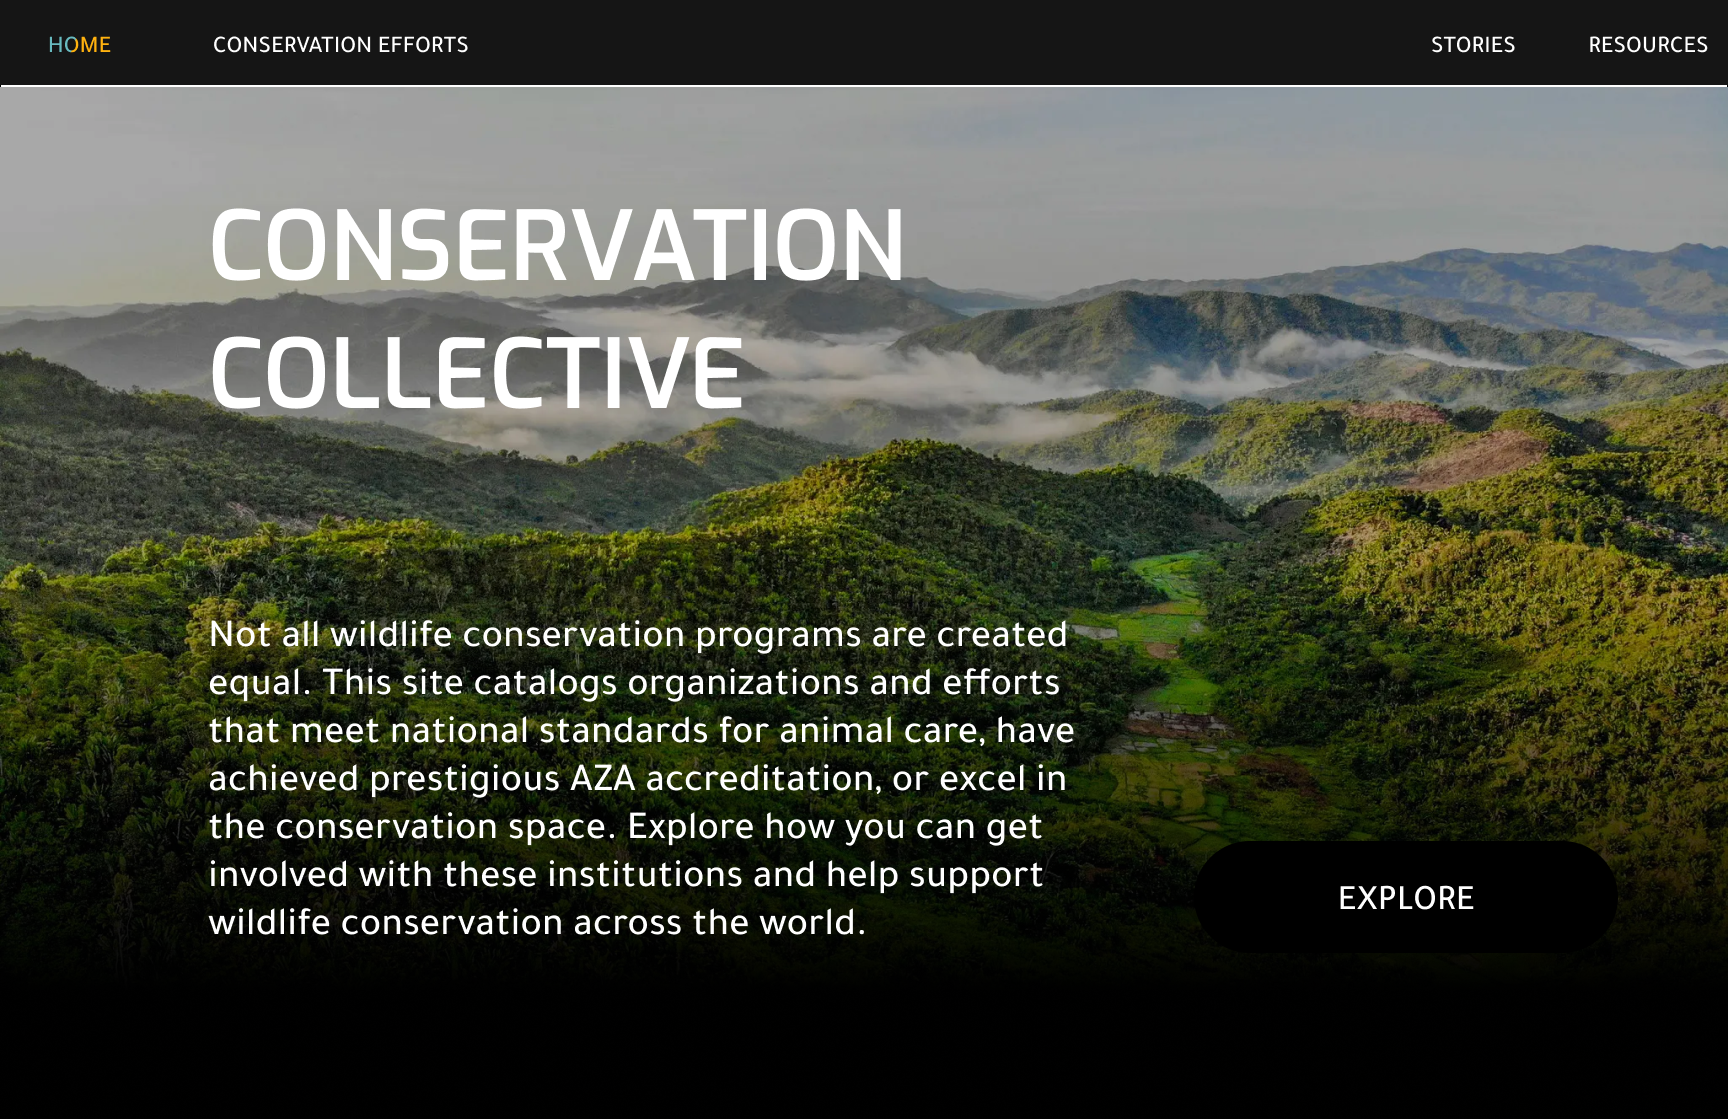 HOME
CONSERVATION EFFORTS
STORIES
RESOURCES
CONSERVATION
COLLECTIVE
Not all wildlife conservation programs are created
equal. This site catalogs organizations and efforts
that meet national standards for animal care, have
achieved prestigious AZA accreditation, or excel in
the conservation space. Explore how you can get
involved with these institutions and help support
wildlife conservation across the world.
EXPLORE